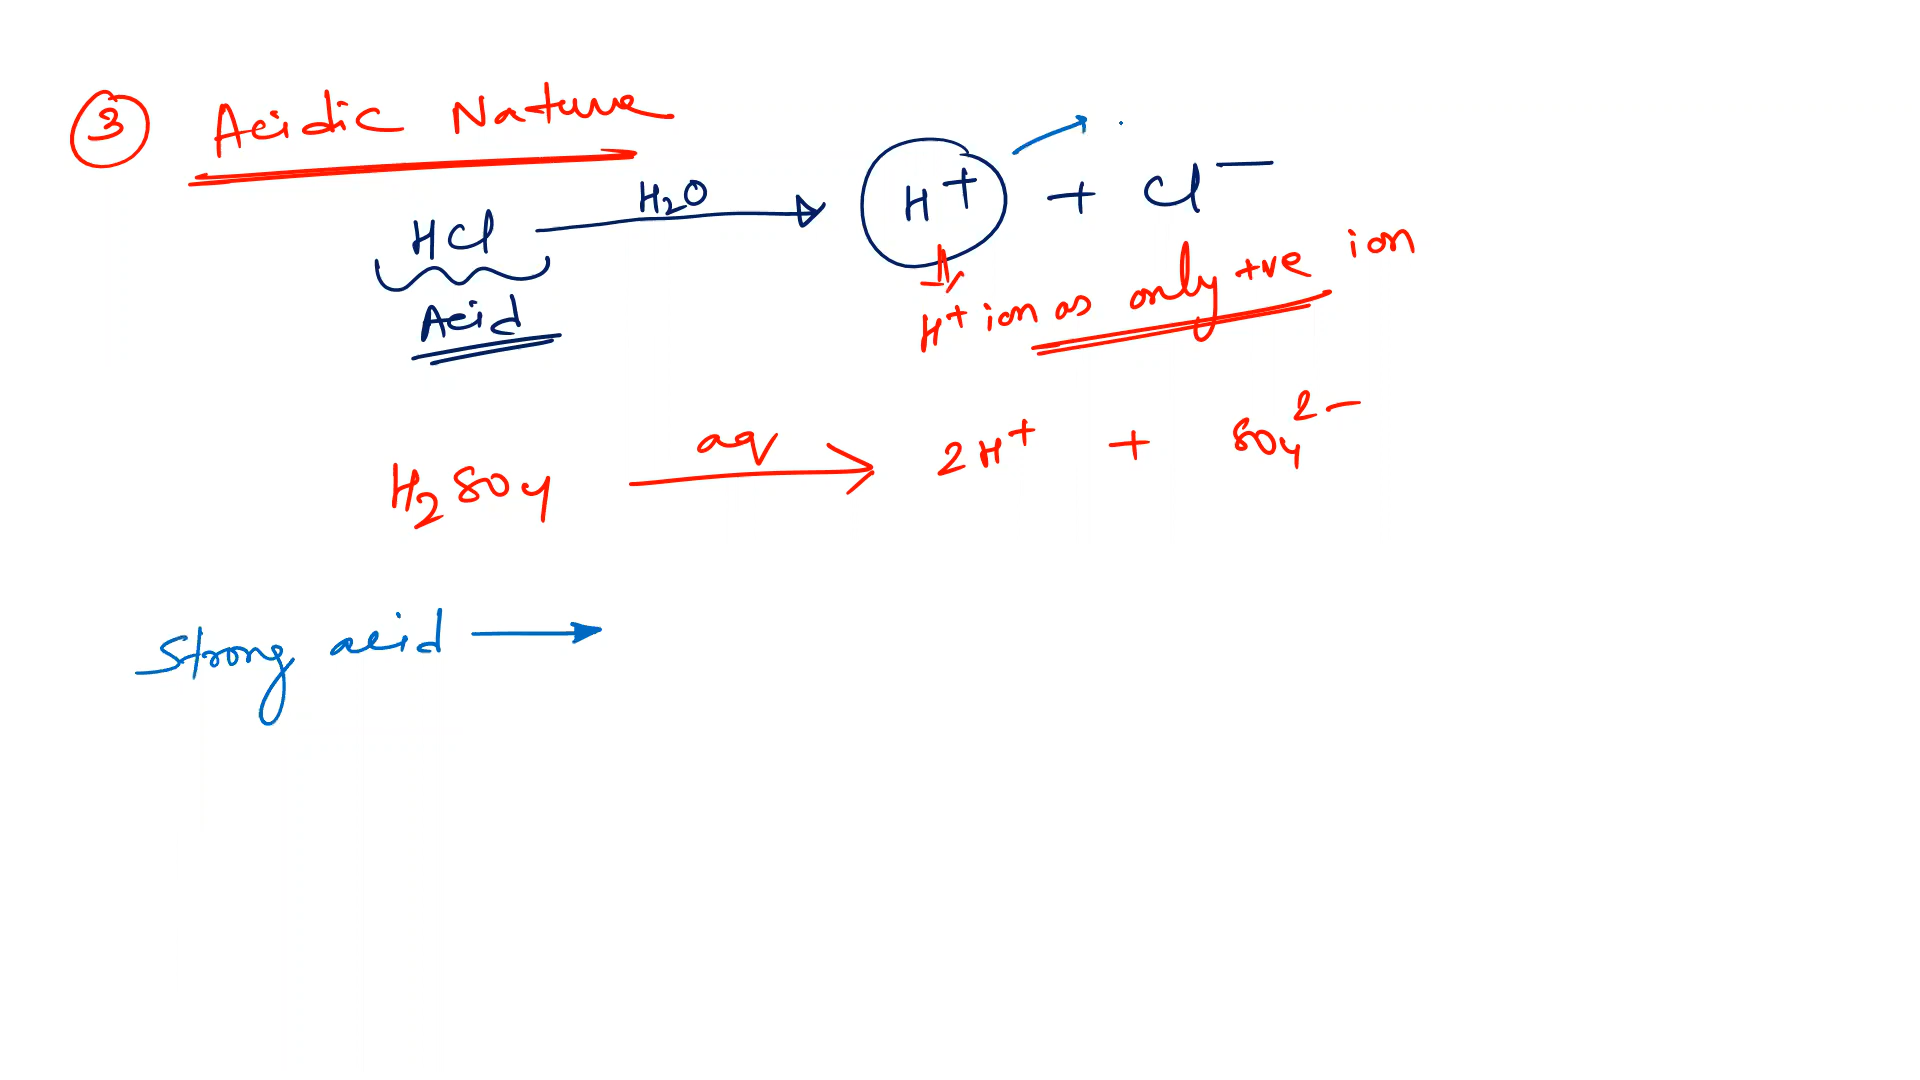 ③ Acidic Nature
HCl —H₂O→ H⁺ + Cl⁻
Acid
H⁺ ion as only +ve ion
H₂SO₄ —aq→ 2H⁺ + SO₄²⁻
Strong acid →